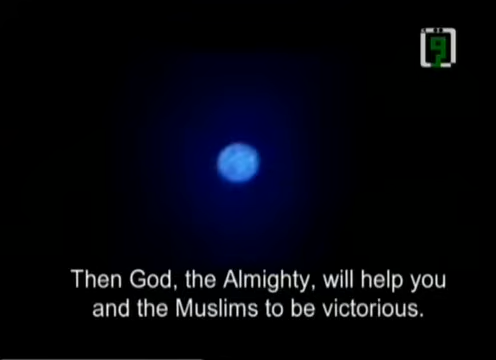 Then God, the Almighty, will help you
and the Muslims to be victorious.